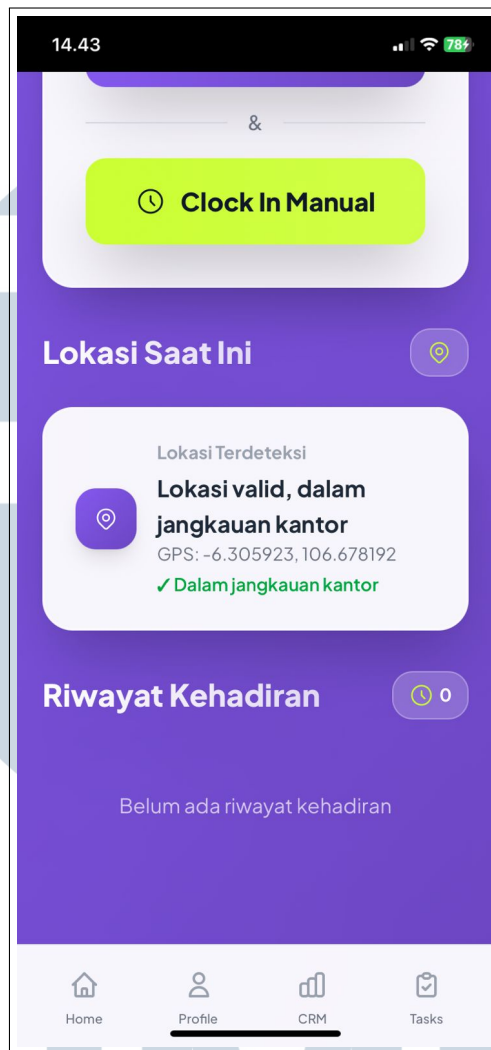 14.43
78
&
Clock In Manual
Lokasi Saat Ini
Lokasi Terdeteksi
Lokasi valid, dalam
jangkauan kantor
GPS: -6.305923, 106.678192
✓ Dalam jangkauan kantor
Riwayat Kehadiran
0
Belum ada riwayat kehadiran
Home
Profile
CRM
Tasks